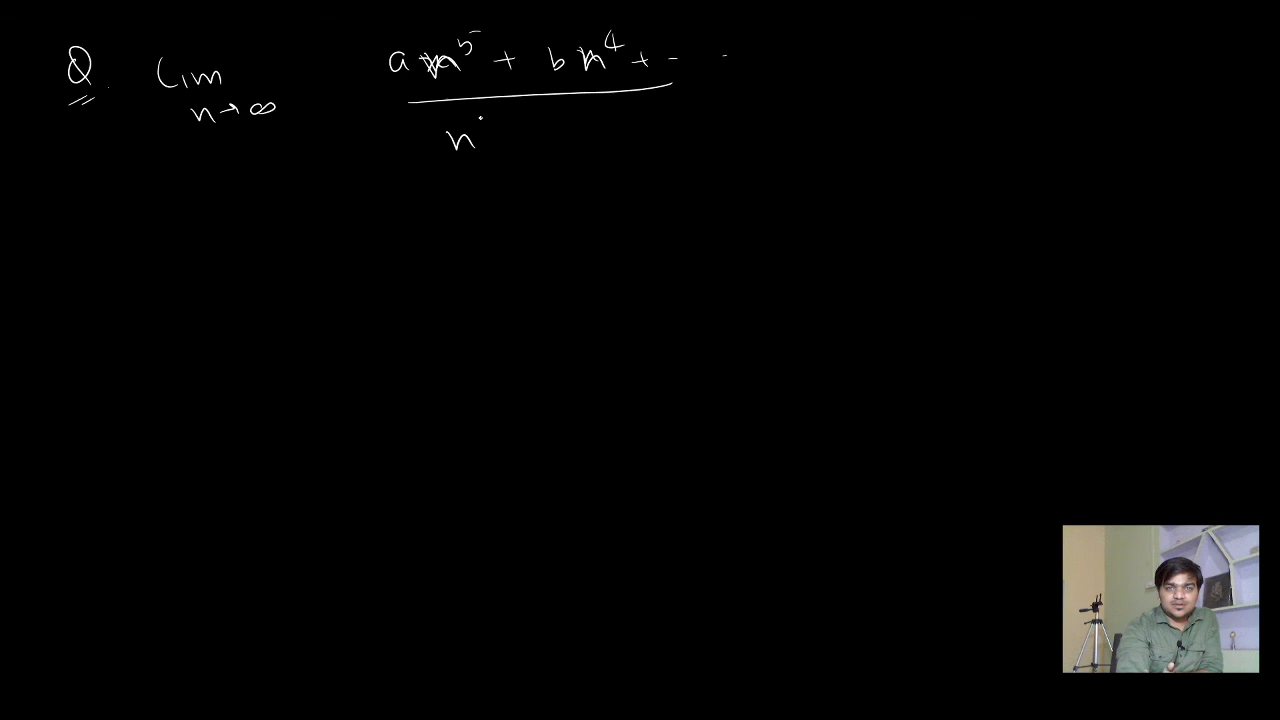 Q. Lim n→∞ an⁵ + bn⁴ + - -
n